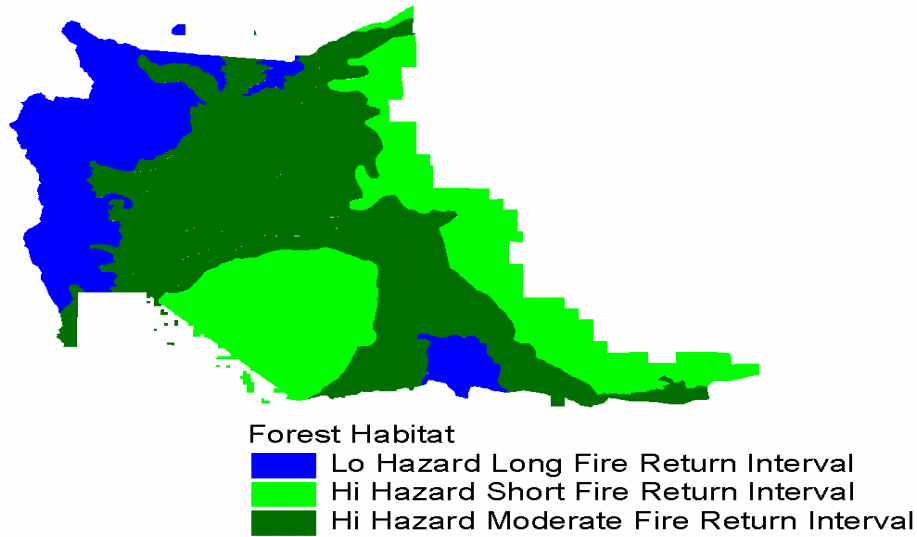 Forest Habitat
Lo Hazard Long Fire Return Interval
Hi Hazard Short Fire Return Interval
Hi Hazard Moderate Fire Return Interval